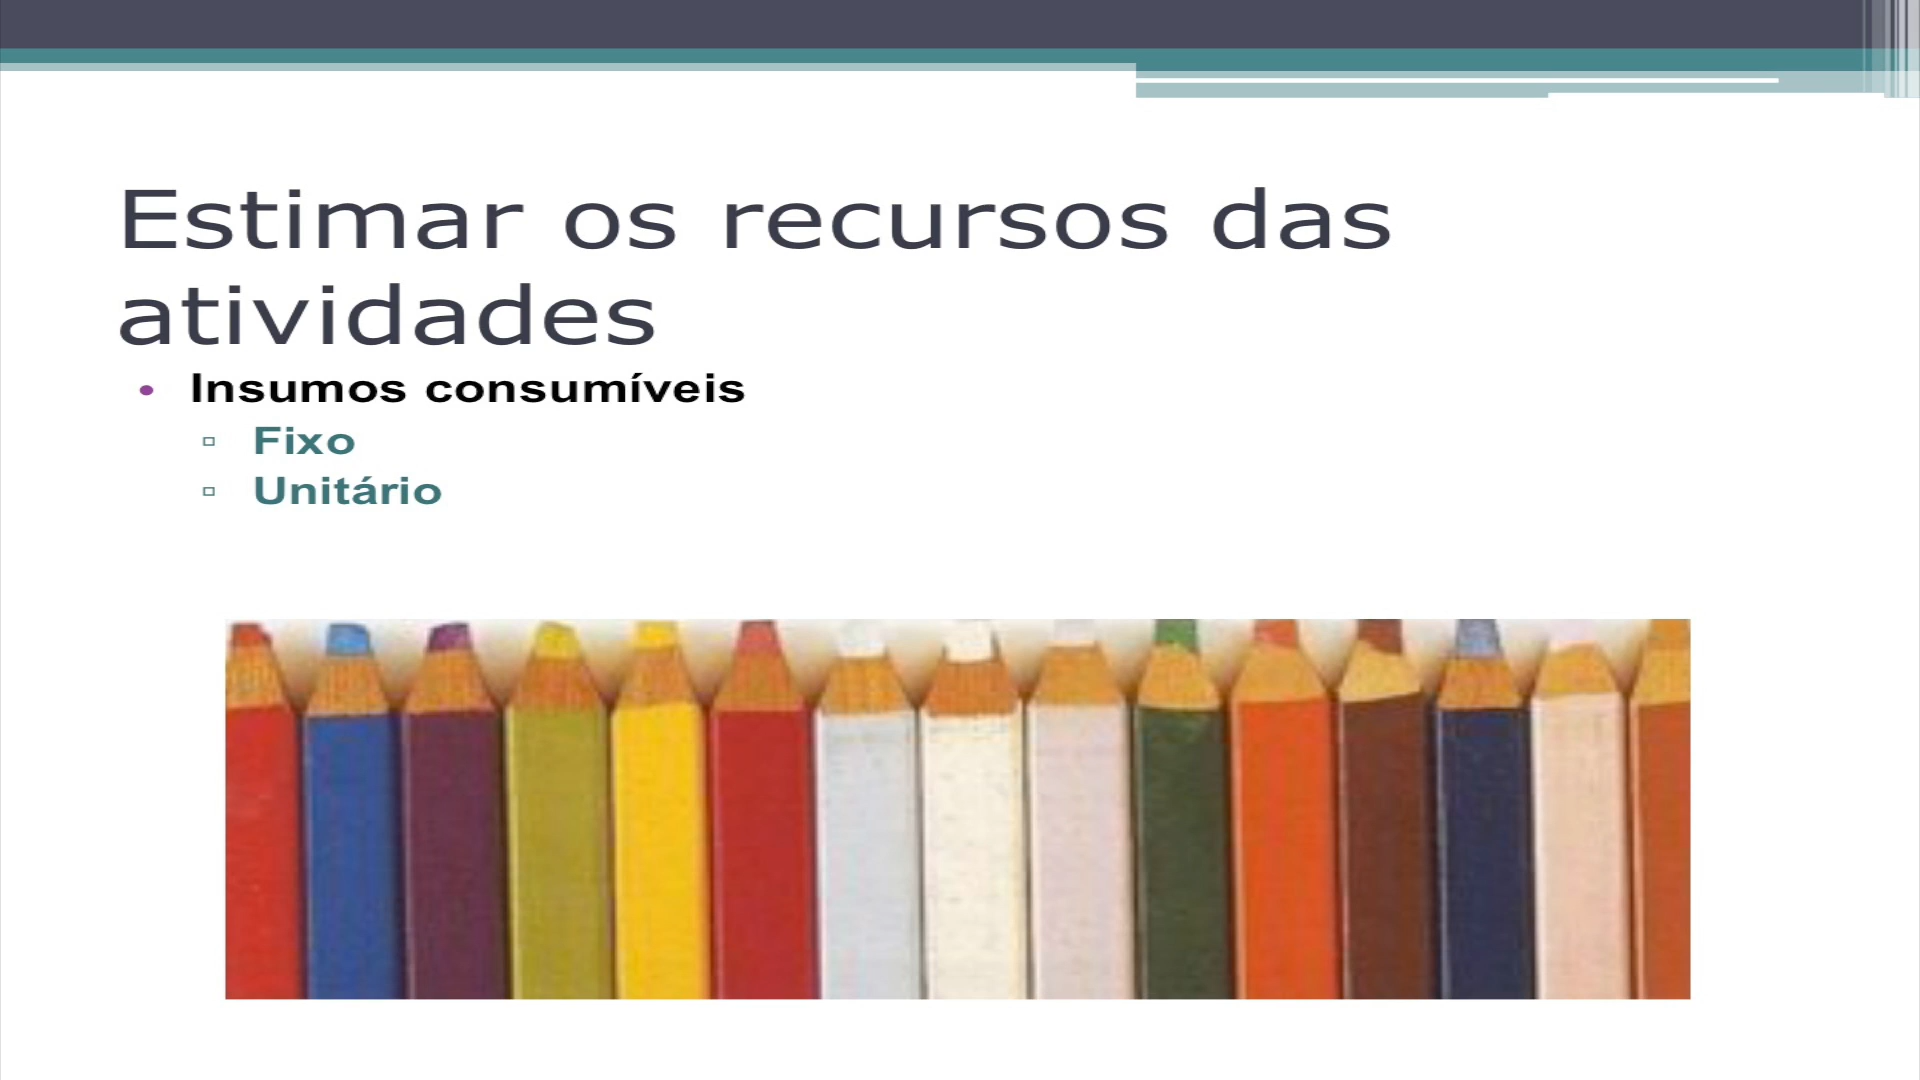 Estimar os recursos das
atividades
• Insumos consumíveis
▫ Fixo
▫ Unitário